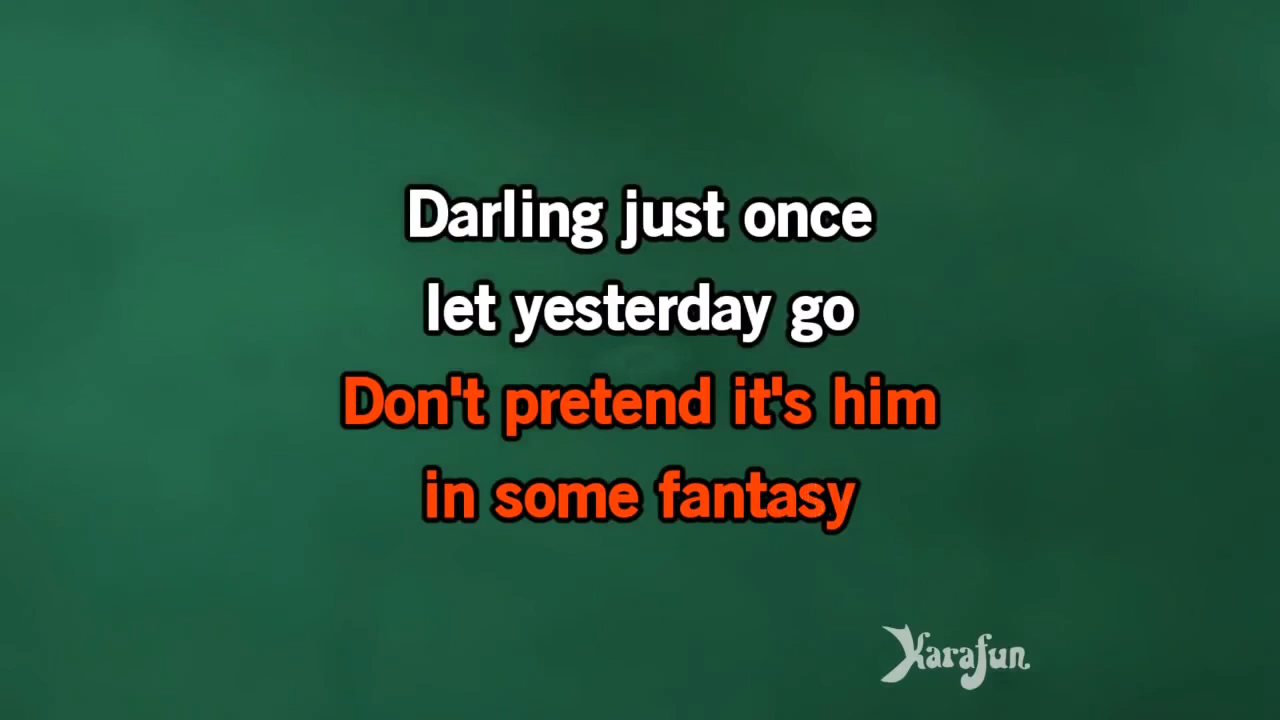 Darling just once
let yesterday go
Don't pretend it's him
in some fantasy
Karafun